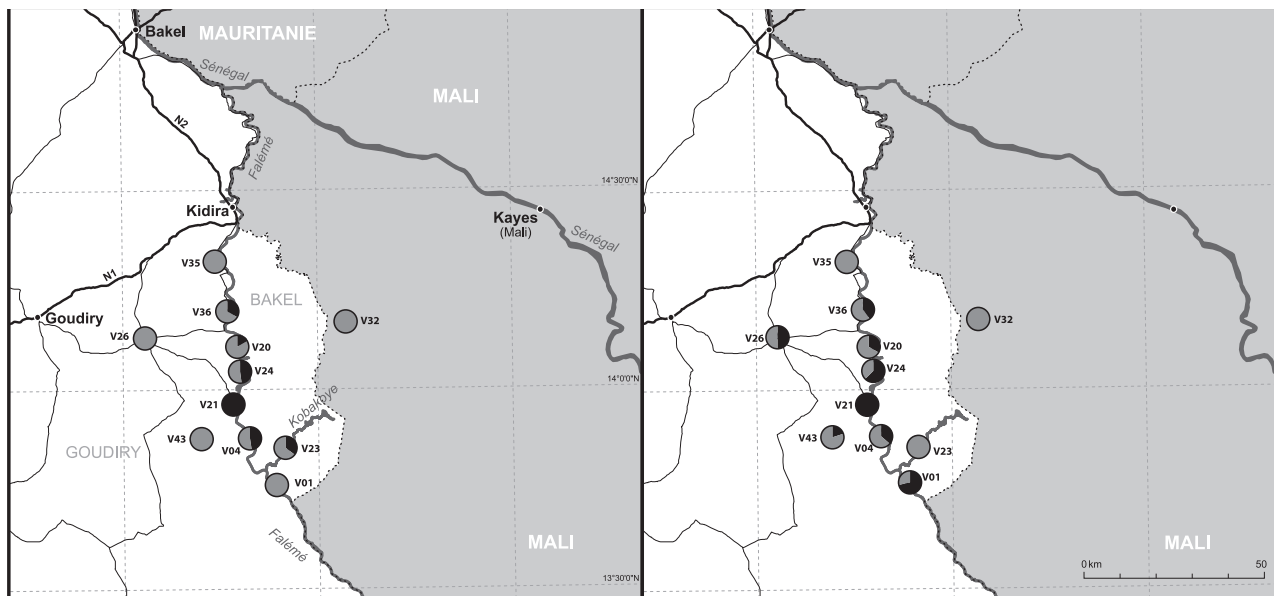 Bakel
MAURITANIE
Sénégal
MALI
N2
Falémé
14°30'0"N
Kidira
Kayes
(Mali)
Sénégal
V35
N1
BAKEL
V36
Goudiry
V32
V26
V20
V24
14°0'0"N
V21
Kobakoye
V43
V04
V23
GOUDIRY
V01
Falémé
MALI
13°30'0"N
V35
V36
V32
V26
V20
V24
V21
V43
V04
V23
V01
MALI
0 km
50